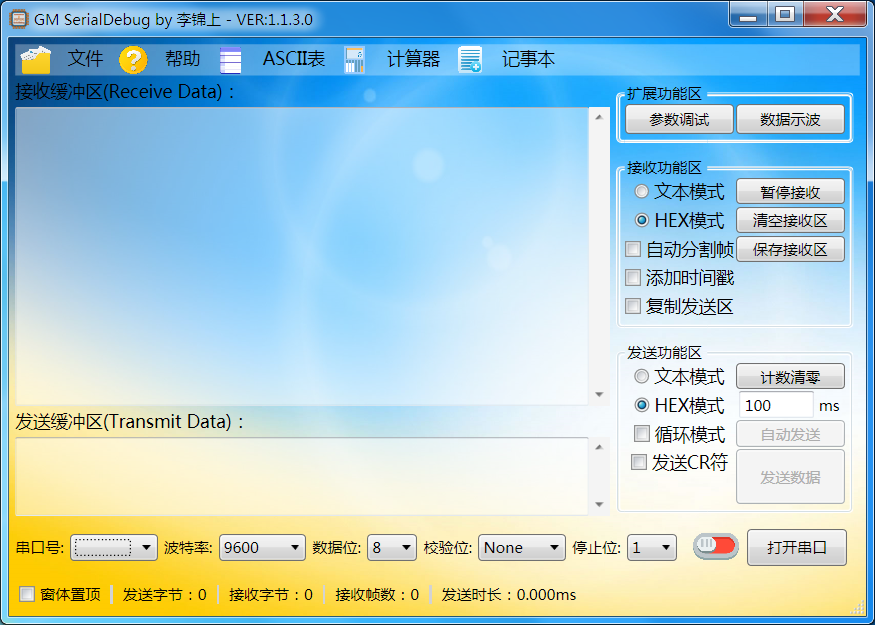 GM SerialDebug by 李锦上 - VER:1.1.3.0
文件 帮助 ASCII表 计算器 记事本
接收缓冲区(Receive Data)：
扩展功能区
参数调试 数据示波
接收功能区
文本模式 暂停接收
HEX模式 清空接收区
自动分割帧 保存接收区
添加时间戳
复制发送区
发送功能区
文本模式 计数清零
HEX模式 100 ms
循环模式 自动发送
发送CR符 发送数据
发送缓冲区(Transmit Data)：
串口号: 波特率: 9600 数据位: 8 校验位: None 停止位: 1 打开串口
窗体置顶 发送字节：0 接收字节：0 接收帧数：0 发送时长：0.000ms